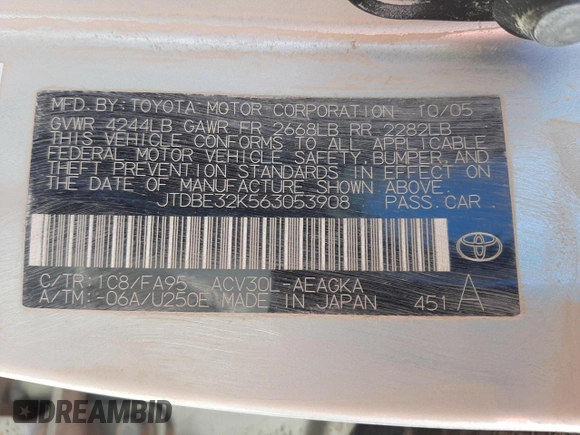 MFD. BY: TOYOTA MOTOR CORPORATION 10/05
GVWR 4244LB GAWR FR 2668LB RR 2282LB
THIS VEHICLE CONFORMS TO ALL APPLICABLE
FEDERAL MOTOR VEHICLE SAFETY, BUMPER, AND
THEFT PREVENTION STANDARDS IN EFFECT ON
THE DATE OF MANUFACTURE SHOWN ABOVE.
JTDBE32K563053908 PASS. CAR
C/TR: 1C8/FA95 ACV30L-AEAGKA
A/TM: -06A/U250E MADE IN JAPAN 451 A
DREAMBID